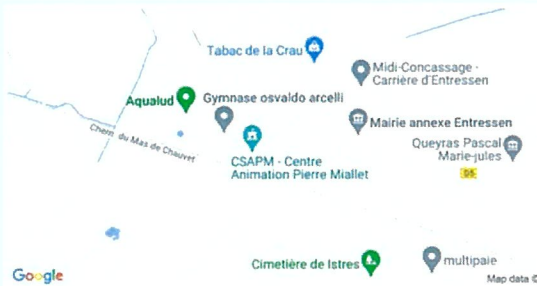 Tabac de la Crau
Midi-Concassage -
Carrière d'Entressen
Aqualud
Gymnase osvaldo arcelli
Mairie annexe Entressen
Chem. du Mas de Chauvet
CSAPM - Centre
Animation Pierre Miallet
Queyras Pascal
Marie-jules
D5
Cimetière de Istres
multipaie
Google
Map data ©